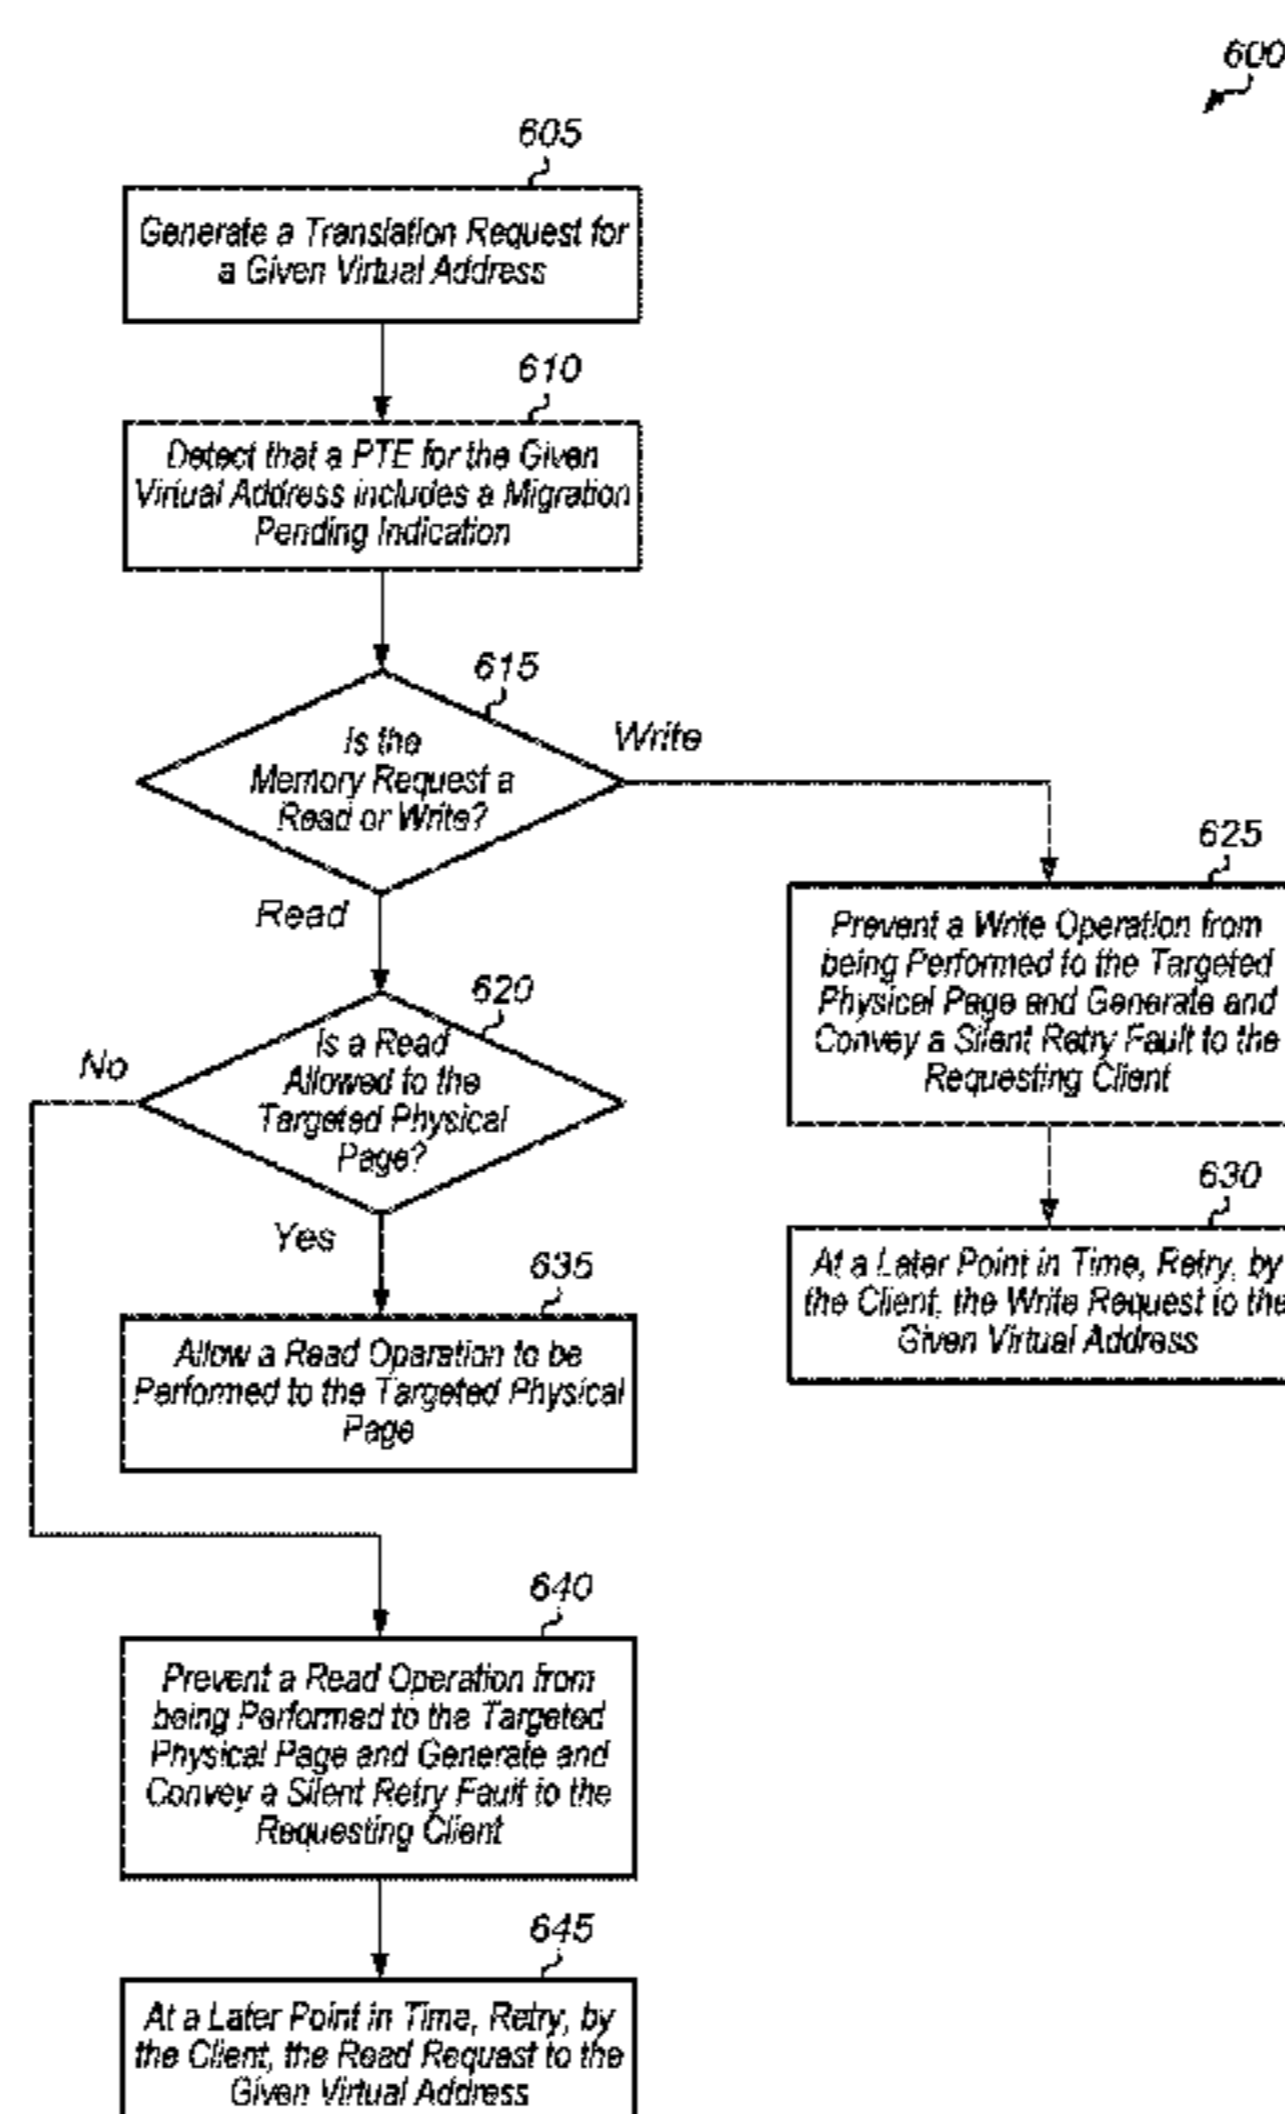 600
605
Generate a Translation Request for
a Given Virtual Address
610
Detect that a PTE for the Given
Virtual Address includes a Migration
Pending Indication
615
Is the
Memory Request a
Read or Write?
Write
Read
620
Is a Read
Allowed to the
Targeted Physical
Page?
No
Yes
625
Prevent a Write Operation from
being Performed to the Targeted
Physical Page and Generate and
Convey a Silent Retry Fault to the
Requesting Client
630
At a Later Point in Time, Retry, by
the Client, the Write Request to the
Given Virtual Address
635
Allow a Read Operation to be
Performed to the Targeted Physical
Page
640
Prevent a Read Operation from
being Performed to the Targeted
Physical Page and Generate and
Convey a Silent Retry Fault to the
Requesting Client
645
At a Later Point in Time, Retry, by
the Client, the Read Request to the
Given Virtual Address